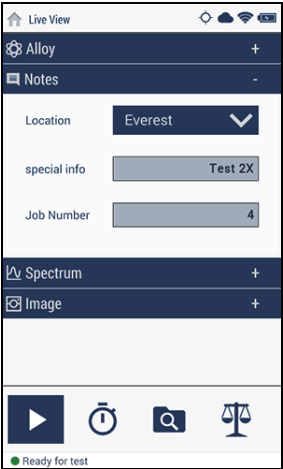 Live View
Alloy +
Notes -
Location Everest
special info Test 2X
Job Number 4
Spectrum +
Image +
Ready for test